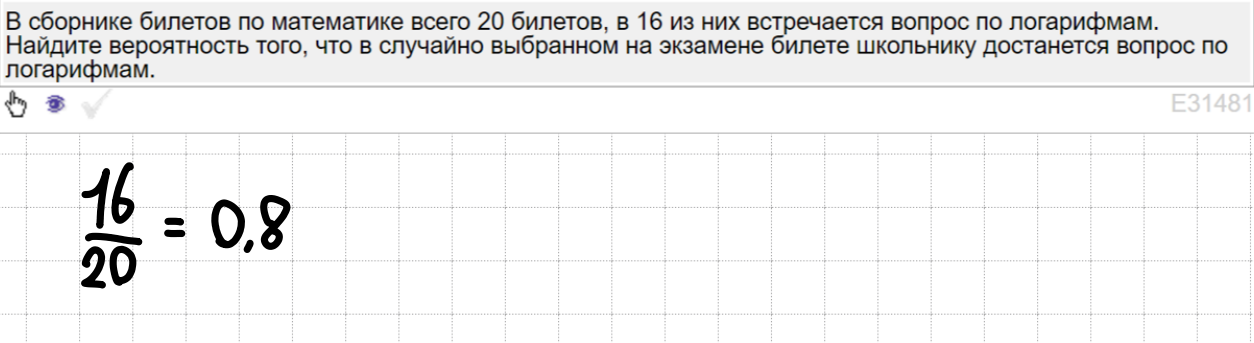 В сборнике билетов по математике всего 20 билетов, в 16 из них встречается вопрос по логарифмам.
Найдите вероятность того, что в случайно выбранном на экзамене билете школьнику достанется вопрос по
логарифмам.
E31481
16/20 = 0,8